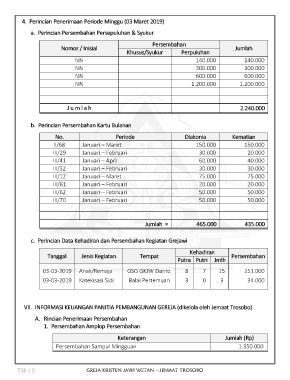 4. Perincian Penerimaan Periode Minggu (03 Maret 2019)
a. Perincian Persembahan Persepuluhan & Syukur
Nomor / Inisial Persembahan Jumlah
Khusus/Syukur Perpuluhan
NN 140.000 140.000
NN 300.000 300.000
NN 600.000 600.000
NN 1.200.000 1.200.000
Jumlah 2.240.000
b. Perincian Persembahan Kartu Bulanan
No. Periode Diakonia Kematian
II/68 Januari – Maret 150.000 150.000
II/29 Januari – Februari 30.000 20.000
II/41 Januari – April 60.000 40.000
II/32 Januari – Februari 30.000 30.000
II/12 Januari – Maret 75.000 75.000
II/61 Januari – Februari 20.000 20.000
II/62 Januari – Februari 50.000 50.000
II/70 Januari – Februari 50.000 50.000
Jumlah = 465.000 435.000
c. Perincian Data Kehadiran dan Persembahan Kegiatan Grejawi
Tanggal Jenis Kegiatan Tempat Kehadiran Persembahan
Putra Putri Jmlh
03-03-2019 Anak/Remaja GSG GKJW Darmo 8 7 15 251.000
03-03-2019 Katekisasi Sidi Balai Pertemuan 3 0 3 34.000
VII. INFORMASI KEUANGAN PANITIA PEMBANGUNAN GEREJA (dikelola oleh Jemaat Trosobo)
A. Rincian Penerimaan Persembahan
1. Persembahan Amplop Persembahan
Keterangan Jumlah (Rp)
Persembahan Sampul Mingguan 1.350.000
TSB / 5 GREJA KRISTEN JAWI WETAN – JEMAAT TROSOBO